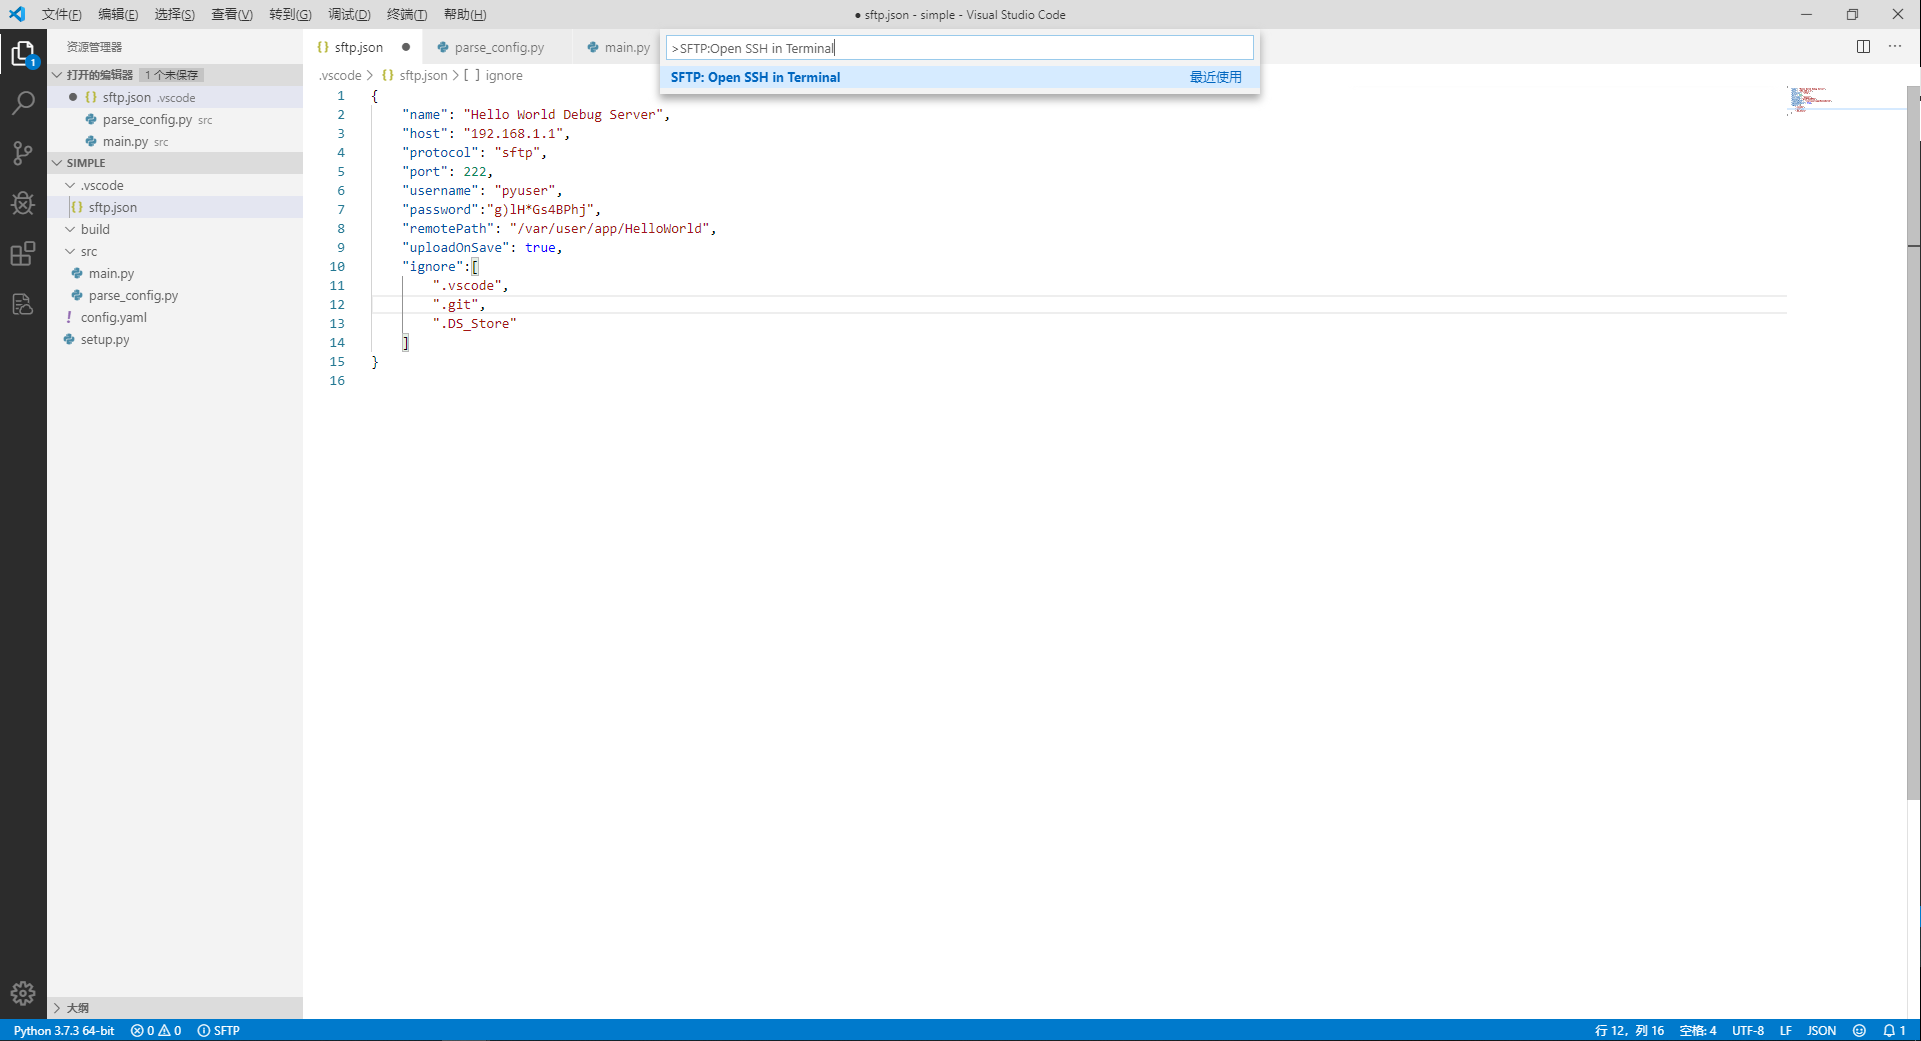 文件(F) 编辑(E) 选择(S) 查看(V) 转到(G) 调试(D) 终端(T) 帮助(H)
● sftp.json - simple - Visual Studio Code
资源管理器
打开的编辑器 1 个未保存
sftp.json .vscode
parse_config.py src
main.py src
SIMPLE
.vscode
{} sftp.json
build
src
main.py
parse_config.py
! config.yaml
setup.py
大纲
{} sftp.json ● parse_config.py main.py
>SFTP:Open SSH in Terminal
SFTP: Open SSH in Terminal 最近使用
.vscode > {} sftp.json > [ ] ignore
1 {
2 "name": "Hello World Debug Server",
3 "host": "192.168.1.1",
4 "protocol": "sftp",
5 "port": 222,
6 "username": "pyuser",
7 "password":"g)lH*Gs4BPhj",
8 "remotePath": "/var/user/app/HelloWorld",
9 "uploadOnSave": true,
10 "ignore":[
11 ".vscode",
12 ".git",
13 ".DS_Store"
14 ]
15 }
16
1
Python 3.7.3 64-bit 0 0 SFTP
行 12，列 16 空格: 4 UTF-8 LF JSON 1